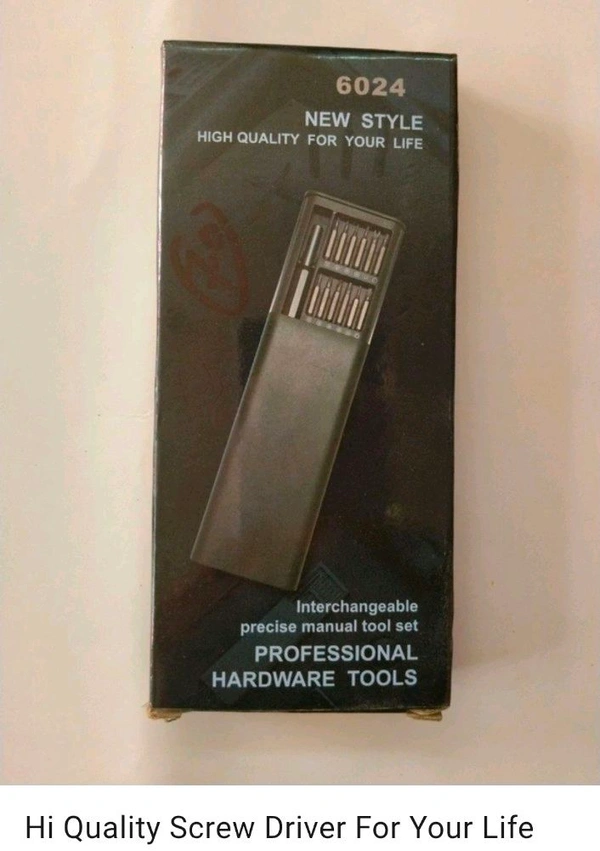 6024
NEW STYLE
HIGH QUALITY FOR YOUR LIFE
Interchangeable
precise manual tool set
PROFESSIONAL
HARDWARE TOOLS
Hi Quality Screw Driver For Your Life